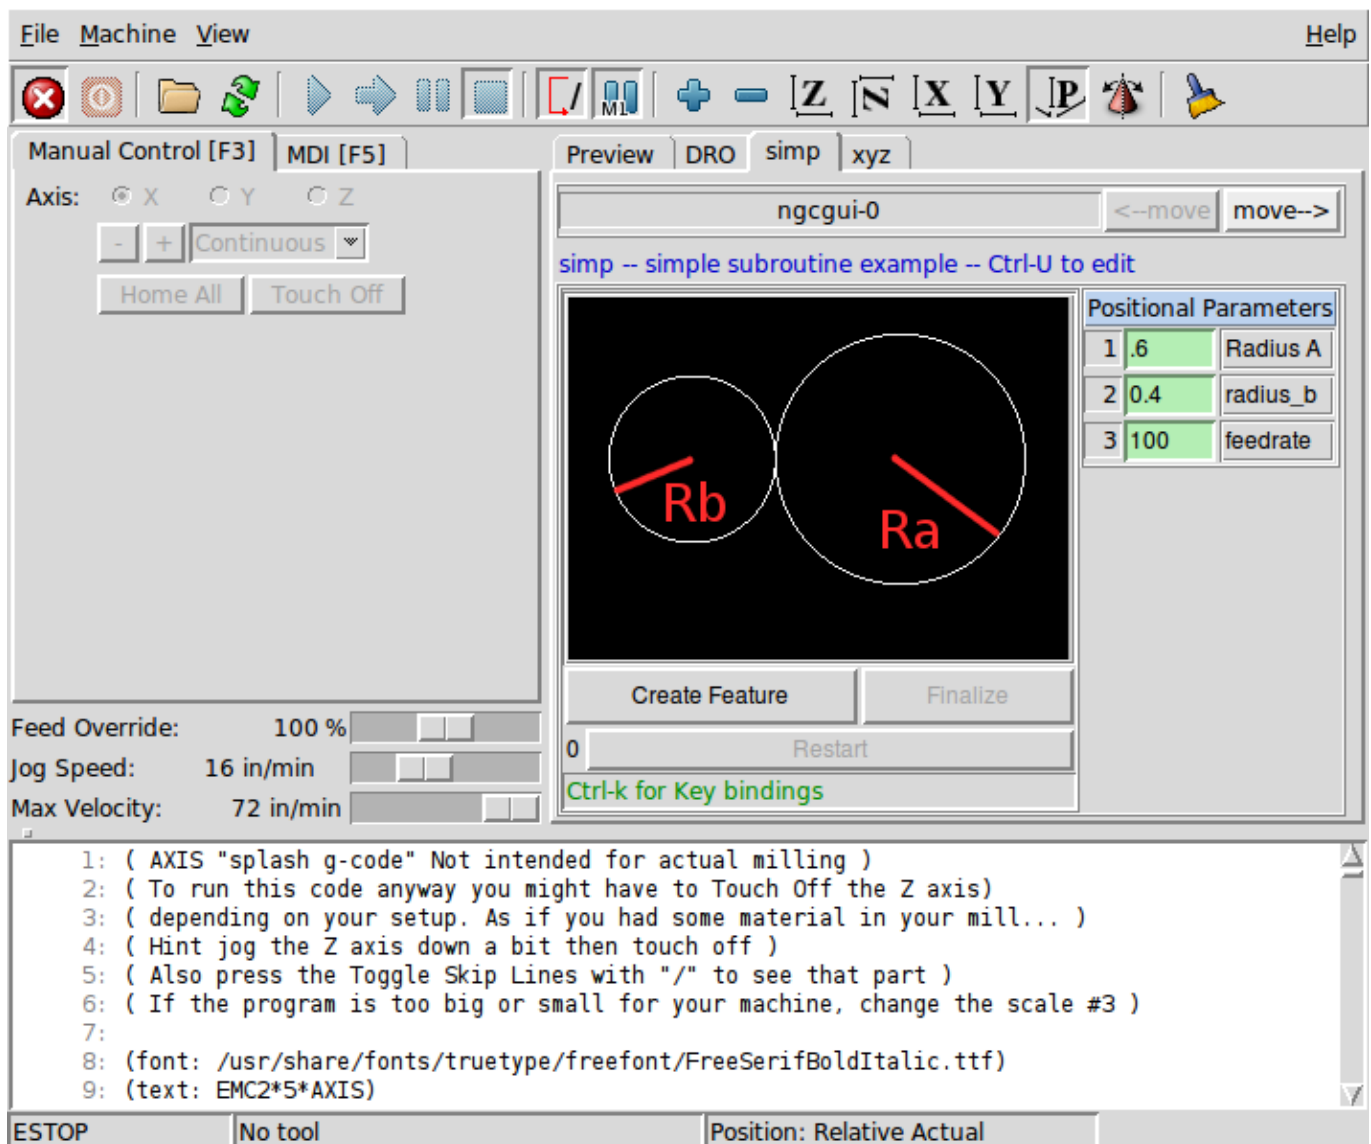 File Machine View Help
M1 Z N X Y P
Manual Control [F3] MDI [F5]
Preview DRO simp xyz
Axis: X Y Z
- + Continuous
Home All Touch Off
ngcgui-0 <--move move-->
simp -- simple subroutine example -- Ctrl-U to edit
Rb
Ra
Positional Parameters
1 .6 Radius A
2 0.4 radius_b
3 100 feedrate
Create Feature Finalize
0 Restart
Ctrl-k for Key bindings
Feed Override: 100 %
Jog Speed: 16 in/min
Max Velocity: 72 in/min
1: ( AXIS "splash g-code" Not intended for actual milling )
2: ( To run this code anyway you might have to Touch Off the Z axis)
3: ( depending on your setup. As if you had some material in your mill... )
4: ( Hint jog the Z axis down a bit then touch off )
5: ( Also press the Toggle Skip Lines with "/" to see that part )
6: ( If the program is too big or small for your machine, change the scale #3 )
7:
8: (font: /usr/share/fonts/truetype/freefont/FreeSerifBoldItalic.ttf)
9: (text: EMC2*5*AXIS)
ESTOP No tool Position: Relative Actual